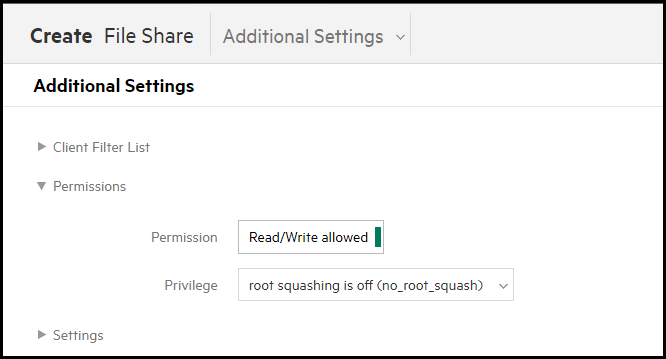 Create File Share Additional Settings
Additional Settings
Client Filter List
Permissions
Permission Read/Write allowed
Privilege root squashing is off (no_root_squash)
Settings